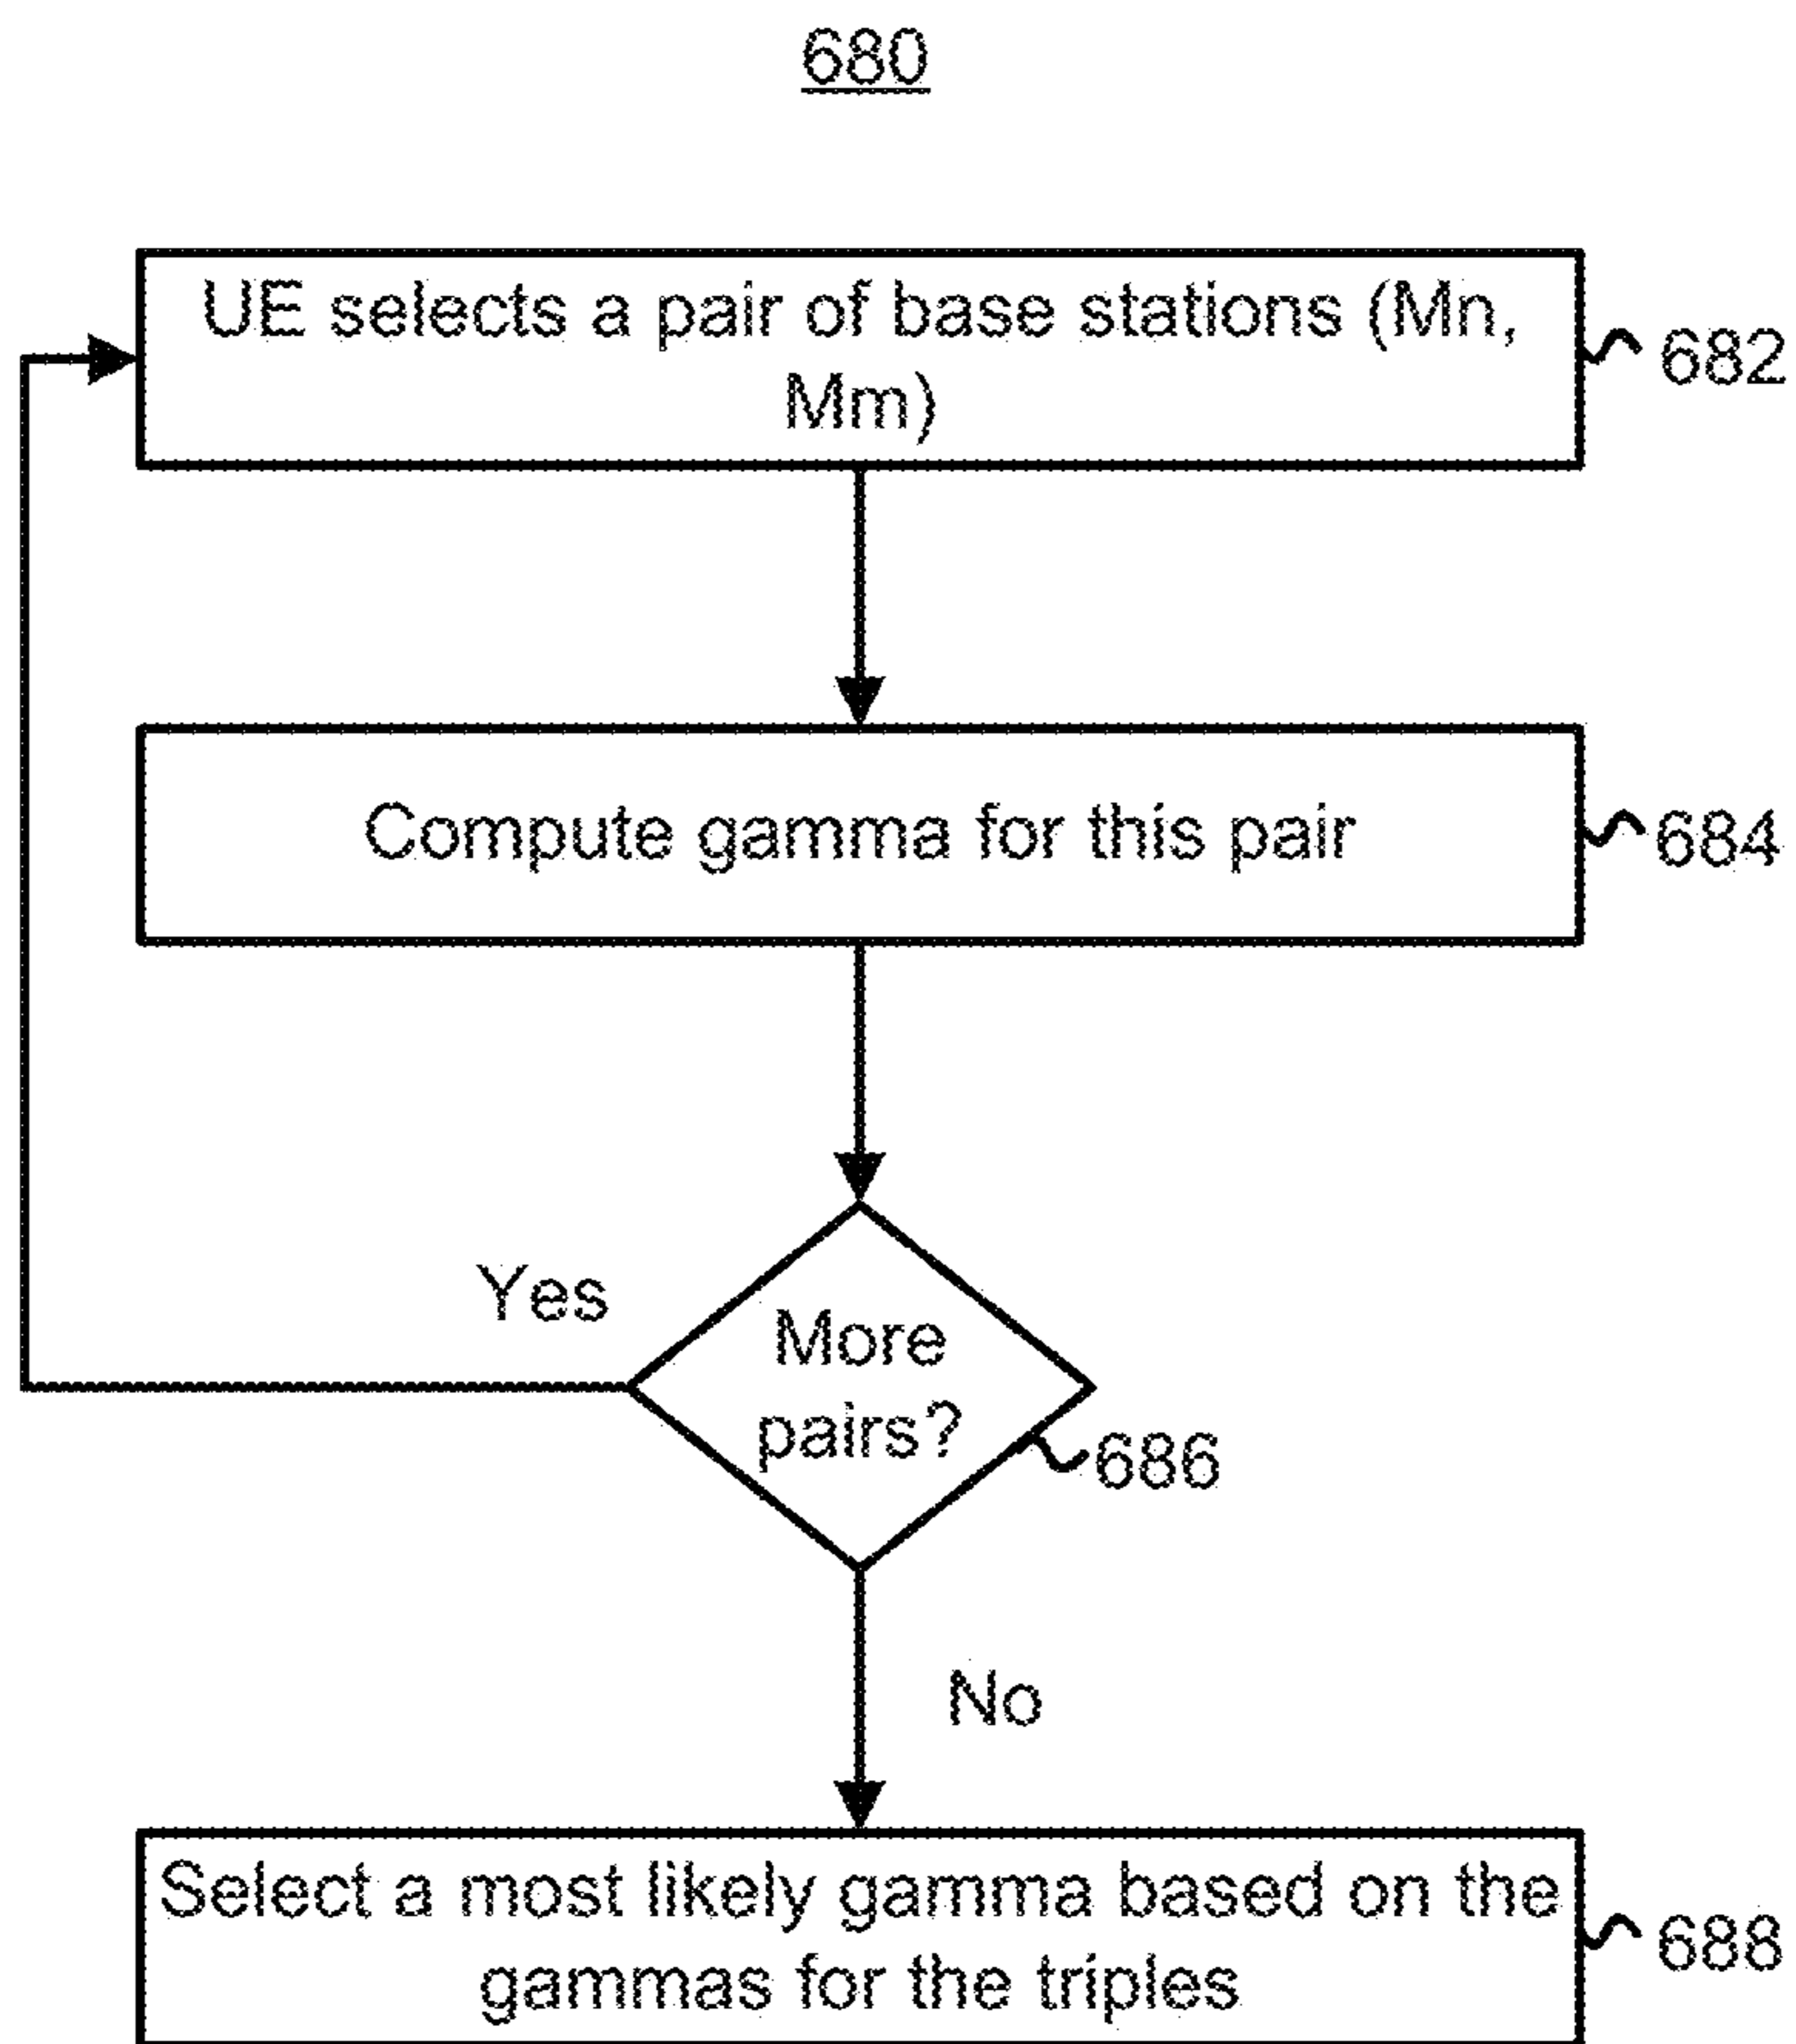 680
UE selects a pair of base stations (Mn,
Mm)
682
Compute gamma for this pair
684
Yes
More
pairs?
686
No
Select a most likely gamma based on the
gammas for the triples
688